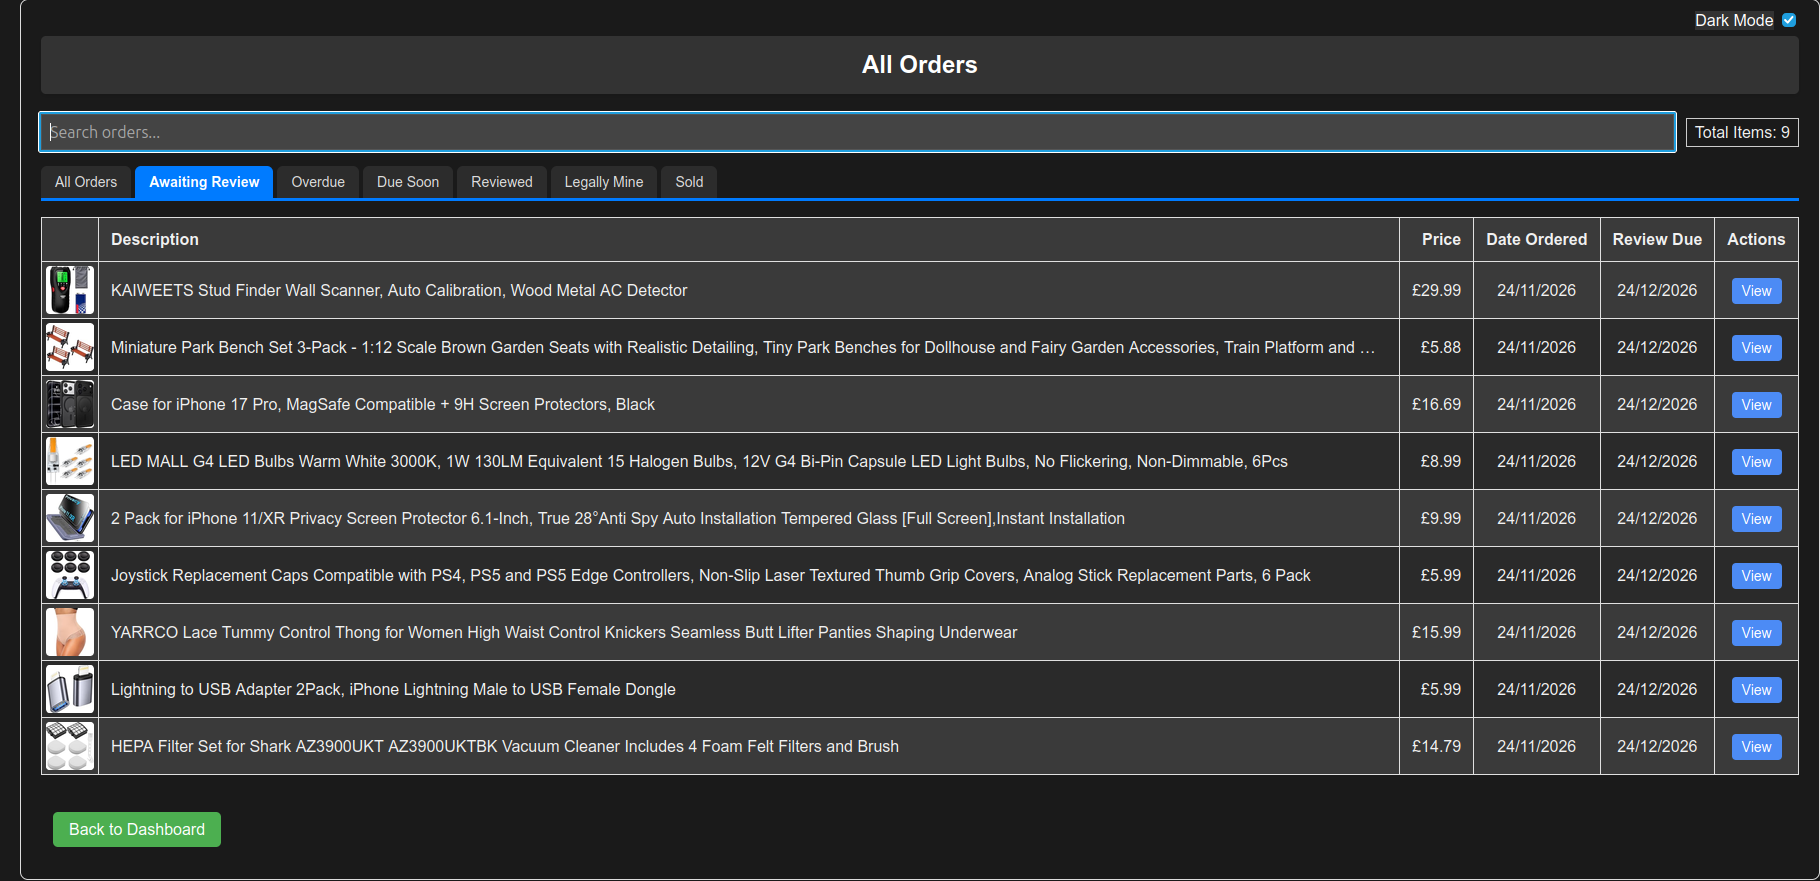 Dark Mode
All Orders
Search orders...
Total Items: 9
All Orders Awaiting Review Overdue Due Soon Reviewed Legally Mine Sold
Description Price Date Ordered Review Due Actions
KAIWEETS Stud Finder Wall Scanner, Auto Calibration, Wood Metal AC Detector £29.99 24/11/2026 24/12/2026 View
Miniature Park Bench Set 3-Pack - 1:12 Scale Brown Garden Seats with Realistic Detailing, Tiny Park Benches for Dollhouse and Fairy Garden Accessories, Train Platform and … £5.88 24/11/2026 24/12/2026 View
Case for iPhone 17 Pro, MagSafe Compatible + 9H Screen Protectors, Black £16.69 24/11/2026 24/12/2026 View
LED MALL G4 LED Bulbs Warm White 3000K, 1W 130LM Equivalent 15 Halogen Bulbs, 12V G4 Bi-Pin Capsule LED Light Bulbs, No Flickering, Non-Dimmable, 6Pcs £8.99 24/11/2026 24/12/2026 View
2 Pack for iPhone 11/XR Privacy Screen Protector 6.1-Inch, True 28°Anti Spy Auto Installation Tempered Glass [Full Screen],Instant Installation £9.99 24/11/2026 24/12/2026 View
Joystick Replacement Caps Compatible with PS4, PS5 and PS5 Edge Controllers, Non-Slip Laser Textured Thumb Grip Covers, Analog Stick Replacement Parts, 6 Pack £5.99 24/11/2026 24/12/2026 View
YARRCO Lace Tummy Control Thong for Women High Waist Control Knickers Seamless Butt Lifter Panties Shaping Underwear £15.99 24/11/2026 24/12/2026 View
Lightning to USB Adapter 2Pack, iPhone Lightning Male to USB Female Dongle £5.99 24/11/2026 24/12/2026 View
HEPA Filter Set for Shark AZ3900UKT AZ3900UKTBK Vacuum Cleaner Includes 4 Foam Felt Filters and Brush £14.79 24/11/2026 24/12/2026 View
Back to Dashboard